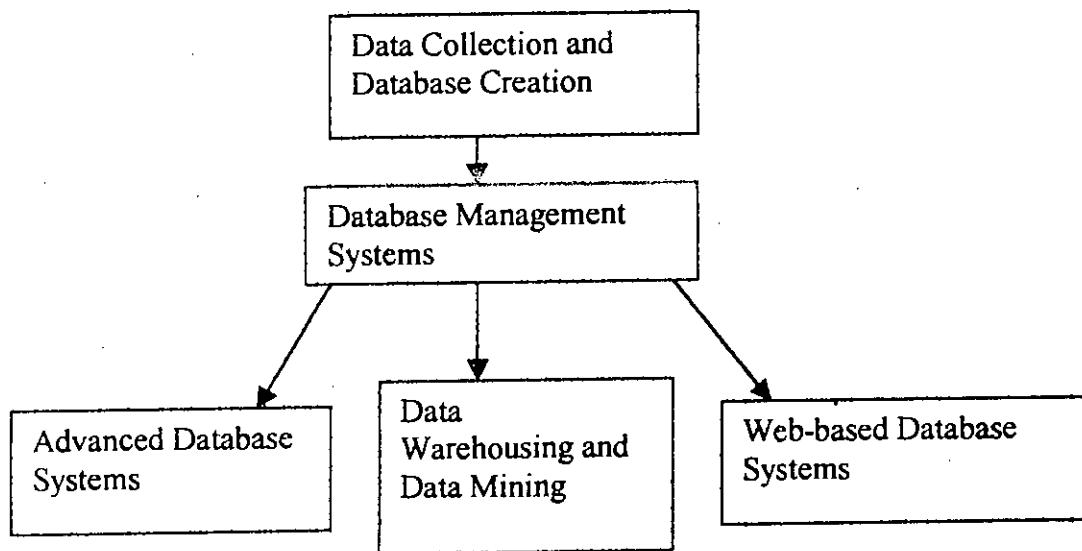 Data Collection and
Database Creation
Database Management
Systems
Advanced Database
Systems
Data
Warehousing and
Data Mining
Web-based Database
Systems